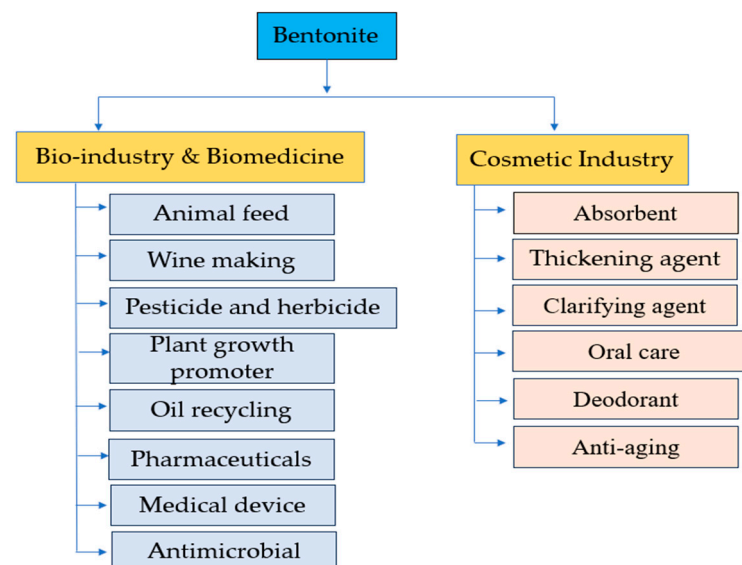 Bentonite
Bio-industry & Biomedicine
Animal feed
Wine making
Pesticide and herbicide
Plant growth
promoter
Oil recycling
Pharmaceuticals
Medical device
Antimicrobial
Cosmetic Industry
Absorbent
Thickening agent
Clarifying agent
Oral care
Deodorant
Anti-aging